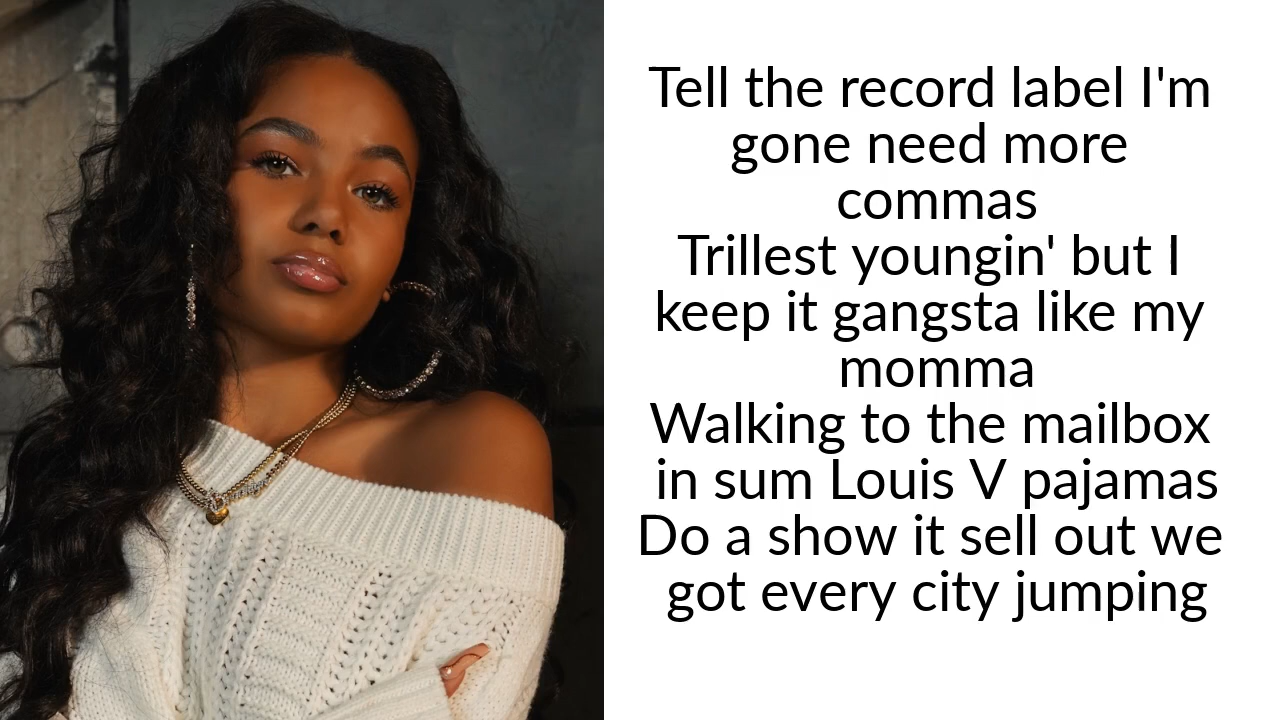 Tell the record label I'm
gone need more
commas
Trillest youngin' but I
keep it gangsta like my
momma
Walking to the mailbox
in sum Louis V pajamas
Do a show it sell out we
got every city jumping